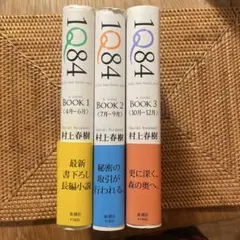 1Q84
BOOK 1
(4月-6月)
村上春樹
最新
書下ろし
長編小説
新潮社
1Q84
BOOK 2
(7月-9月)
村上春樹
秘密の
取引が
行われる。
新潮社
1Q84
BOOK 3
(10月-12月)
村上春樹
更に深く、
森の奥へ。
新潮社